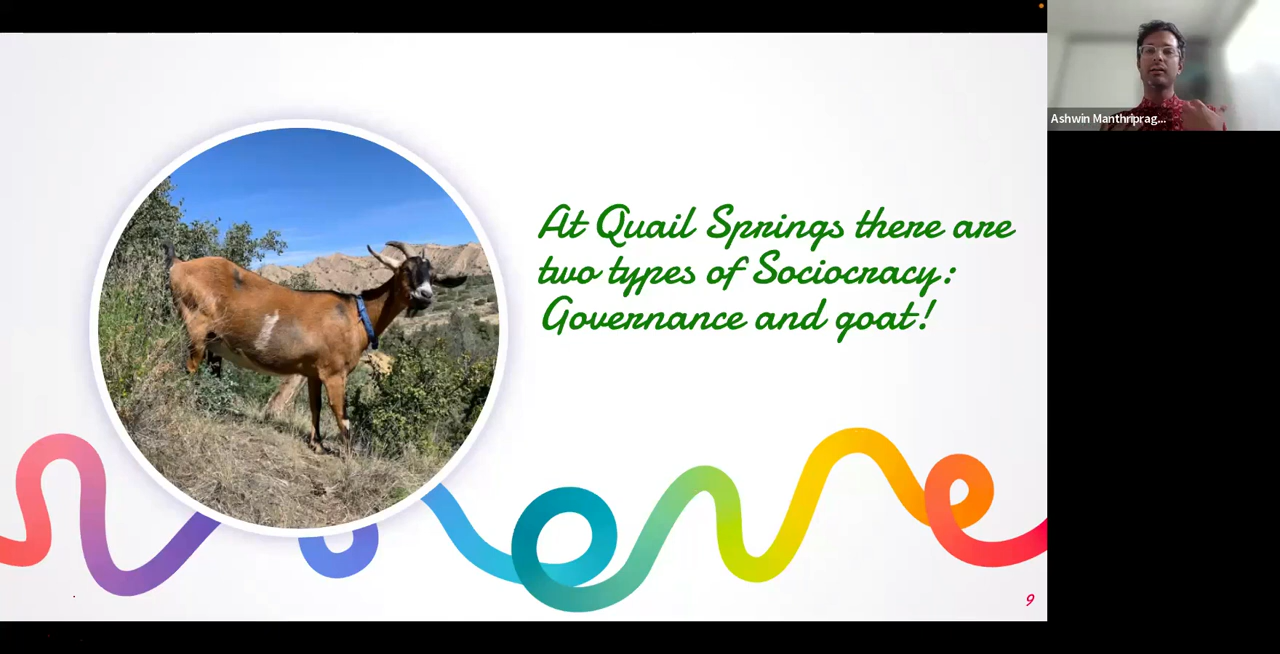 Ashwin Manthriprag...
At Quail Springs there are
two types of Sociocracy:
Governance and goat!
9